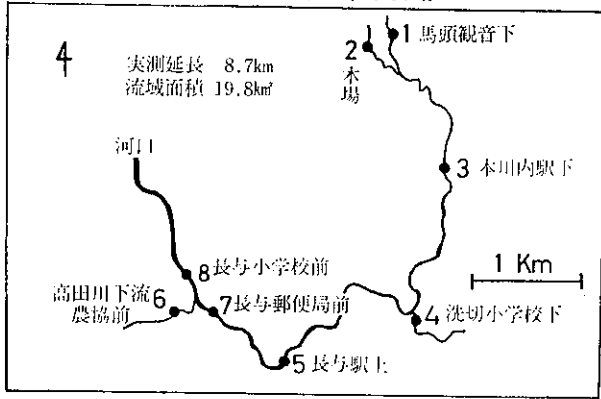 4
実測延長 8.7km
流域面積 19.8km²
1 馬頭観音下
2 木場
3 本川内駅下
河口
1 Km
8 長与小学校前
高田川下流 6
農協前
7 長与郵便局前
4 洗切小学校下
5 長与駅上